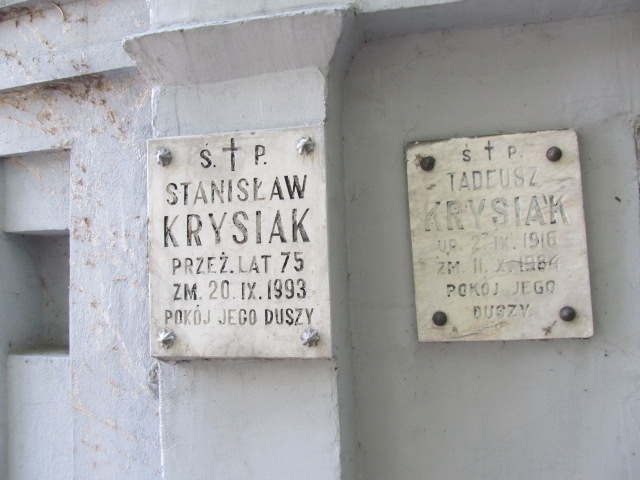 Ś. † P.
STANISŁAW
KRYSIAK
PRZEŻ. LAT 75
ZM. 20.IX.1993
POKÓJ JEGO DUSZY
Ś † P.
TADEUSZ
KRYSIAK
UR. 2.IX.1916
ZM. 11.X.1984
POKÓJ JEGO
DUSZY